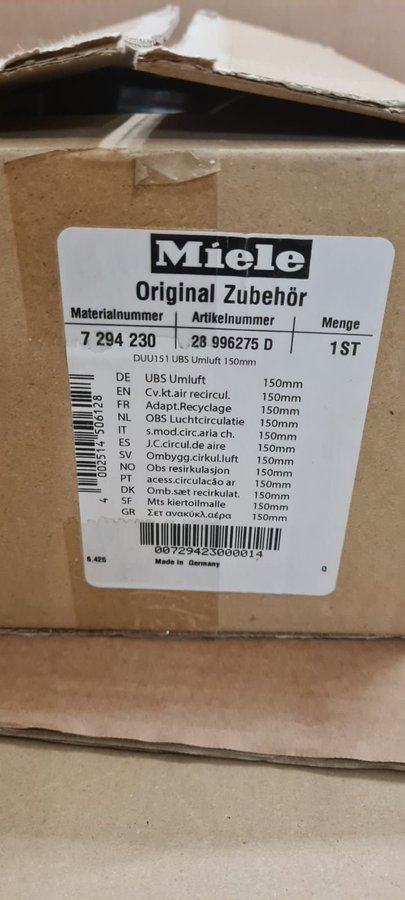 Miele
Original Zubehör
Materialnummer Artikelnummer Menge
7 294 230 28 996275 D 1ST
DUU151 UBS Umluft 150mm
DE UBS Umluft 150mm
EN Cv.kt.air recircul. 150mm
FR Adapt.Recyclage 150mm
NL OBS Luchtcirculatie 150mm
IT s.mod.circ.aria ch. 150mm
ES J.C.circul.de aire 150mm
SV Ombygg.cirkul.luft 150mm
NO Obs resirkulasjon 150mm
PT acess.circulacão ar 150mm
DK Omb.sæt recirkulat. 150mm
SF Mts kiertoilmalle 150mm
GR Σετ ανακύκλ.αέρα 150mm
4 002514 506128
00729423000014
5.425 Made in Germany G